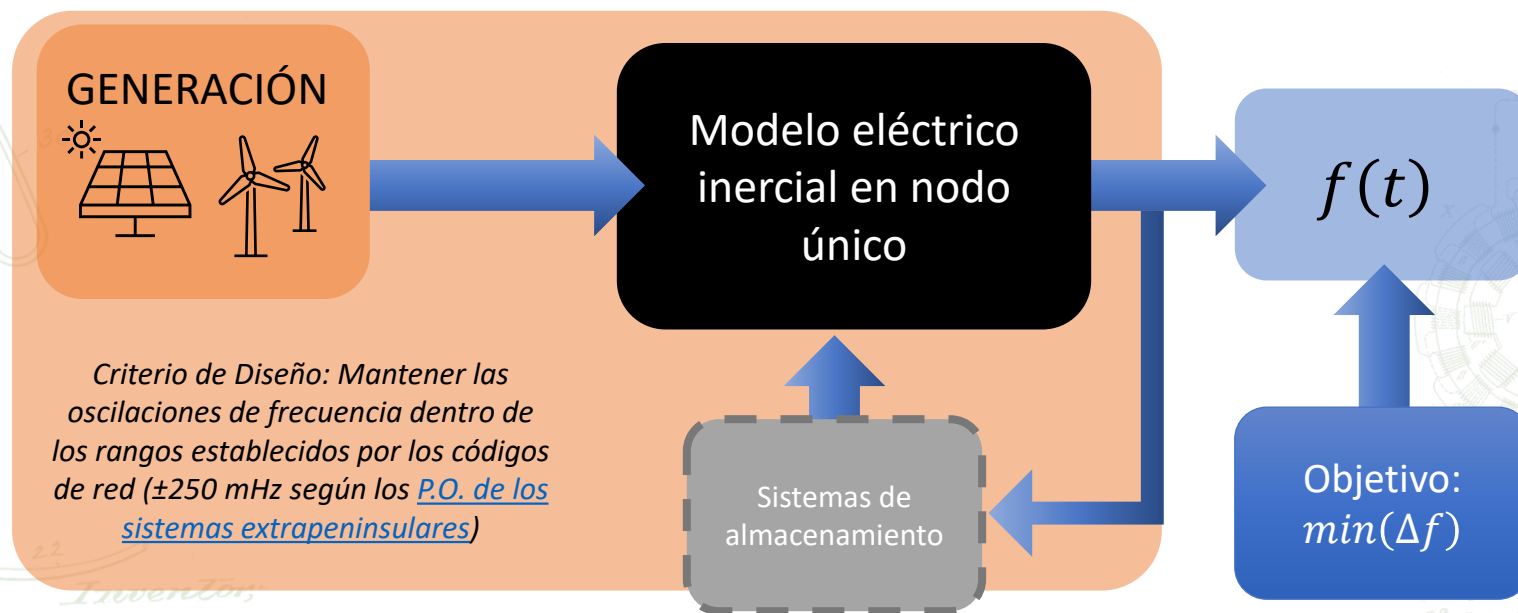 GENERACIÓN
Modelo eléctrico
inercial en nodo
único
f(t)
Criterio de Diseño: Mantener las
oscilaciones de frecuencia dentro de
los rangos establecidos por los códigos
de red (±250 mHz según los P.O. de los
sistemas extrapeninsulares)
Sistemas de
almacenamiento
Objetivo:
min(Δf)
22
Inventor;